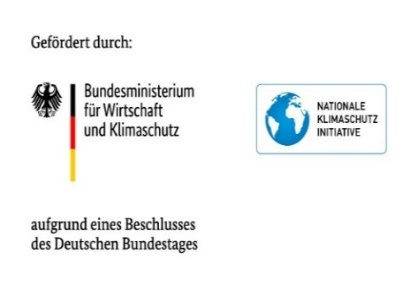 Gefördert durch:
Bundesministerium
für Wirtschaft
und Klimaschutz
NATIONALE
KLIMASCHUTZ
INITIATIVE
aufgrund eines Beschlusses
des Deutschen Bundestages